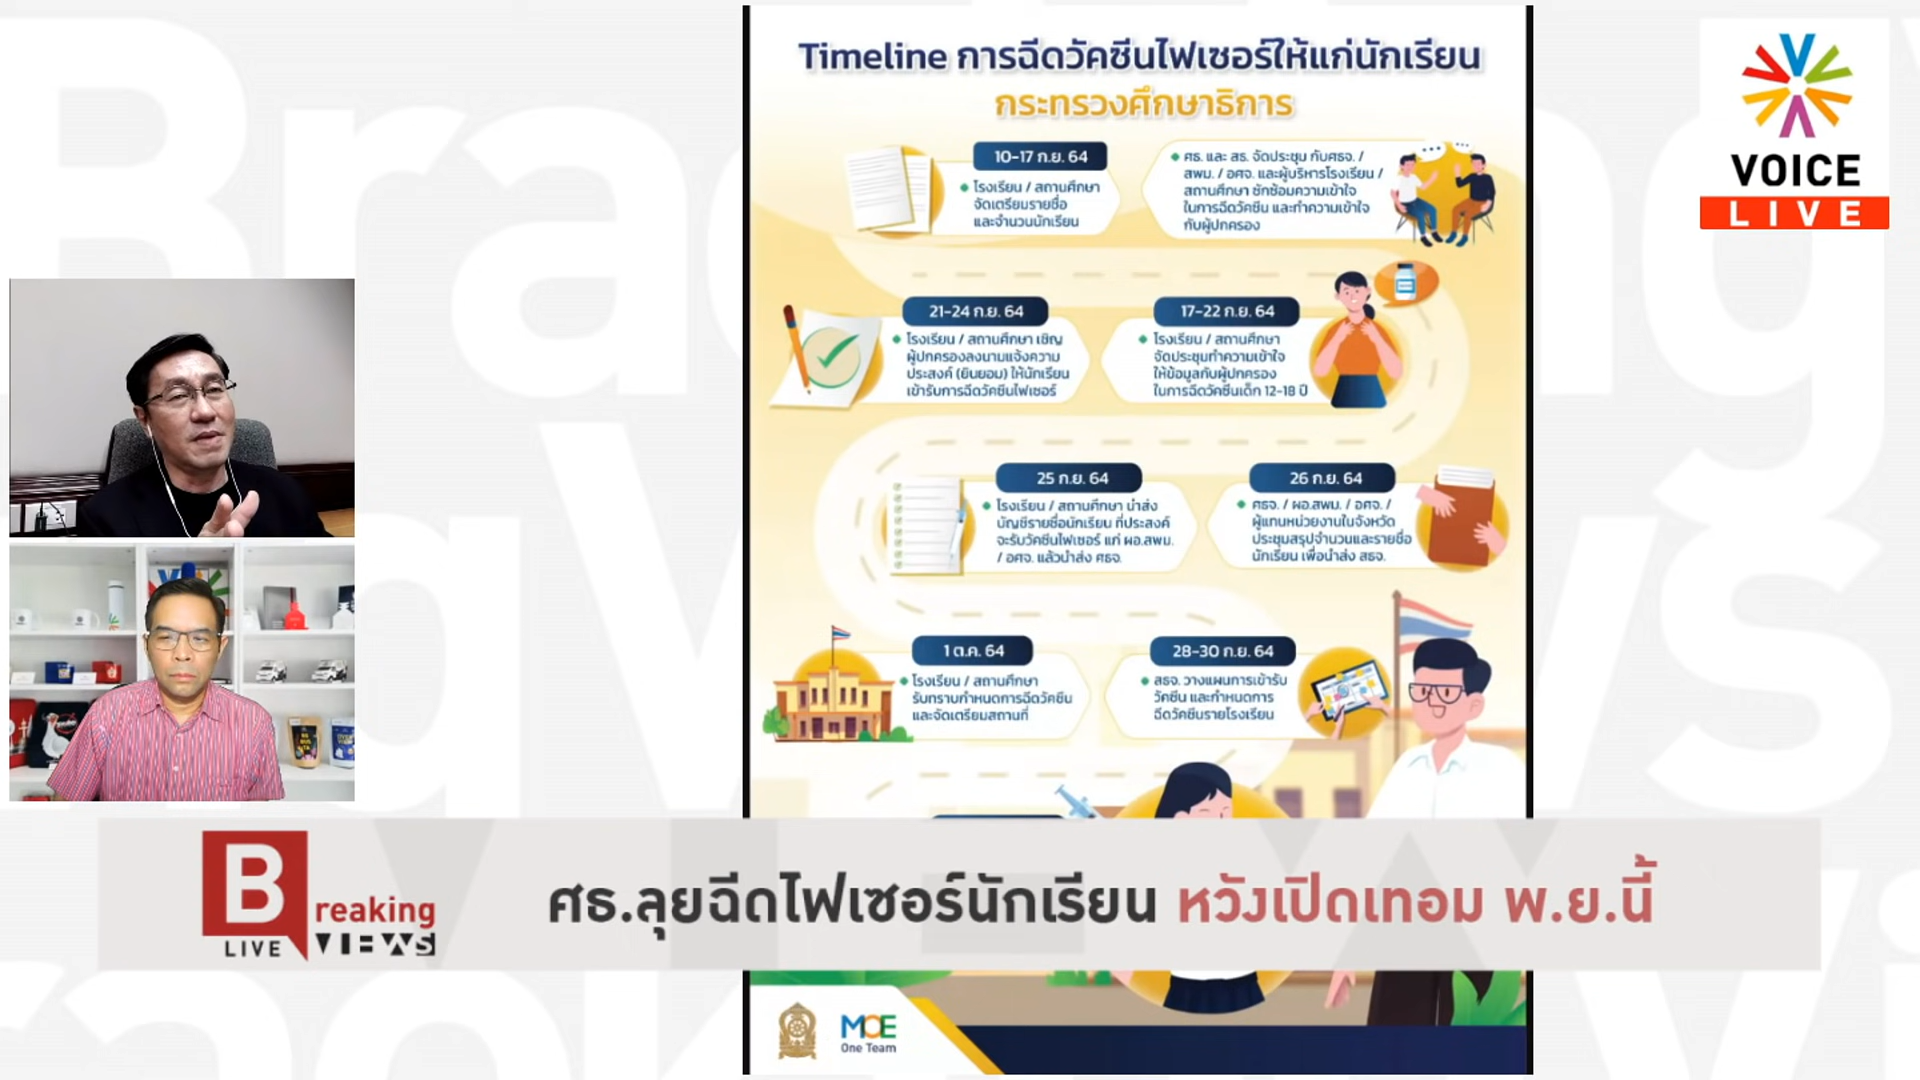 Timeline การฉีดวัคซีนไฟเซอร์ให้แก่นักเรียน
กระทรวงศึกษาธิการ
10-17 ก.ย. 64
โรงเรียน / สถานศึกษา
จัดเตรียมรายชื่อ
และจำนวนนักเรียน
ศธ. และ สธ. จัดประชุม กับศธจ. /
สพม. / อศจ. และผู้บริหารโรงเรียน /
สถานศึกษา ซักซ้อมความเข้าใจ
ในการฉีดวัคซีน และทำความเข้าใจ
กับผู้ปกครอง
21-24 ก.ย. 64
โรงเรียน / สถานศึกษา เชิญ
ผู้ปกครองลงนามแจ้งความ
ประสงค์ (ยินยอม) ให้นักเรียน
เข้ารับการฉีดวัคซีนไฟเซอร์
17-22 ก.ย. 64
โรงเรียน / สถานศึกษา
จัดประชุมทำความเข้าใจ
ให้ข้อมูลกับผู้ปกครอง
ในการฉีดวัคซีนเด็ก 12-18 ปี
25 ก.ย. 64
โรงเรียน / สถานศึกษา นำส่ง
บัญชีรายชื่อนักเรียน ที่ประสงค์
จะรับวัคซีนไฟเซอร์ แก่ ผอ.สพม.
/ อศจ. แล้วนำส่ง ศธจ.
26 ก.ย. 64
ศธจ. / ผอ.สพม. / อศจ. /
ผู้แทนหน่วยงานในจังหวัด
ประชุมสรุปจำนวนและรายชื่อ
นักเรียน เพื่อนำส่ง สธจ.
1 ต.ค. 64
โรงเรียน / สถานศึกษา
รับทราบกำหนดการฉีดวัคซีน
และจัดเตรียมสถานที่
28-30 ก.ย. 64
สธจ. วางแผนการเข้ารับ
วัคซีน และกำหนดการ
ฉีดวัคซีนรายโรงเรียน
VOICE
LIVE
Breaking
LIVE VIEWS
ศธ.ลุยฉีดไฟเซอร์นักเรียน หวังเปิดเทอม พ.ย.นี้
MOE
One Team